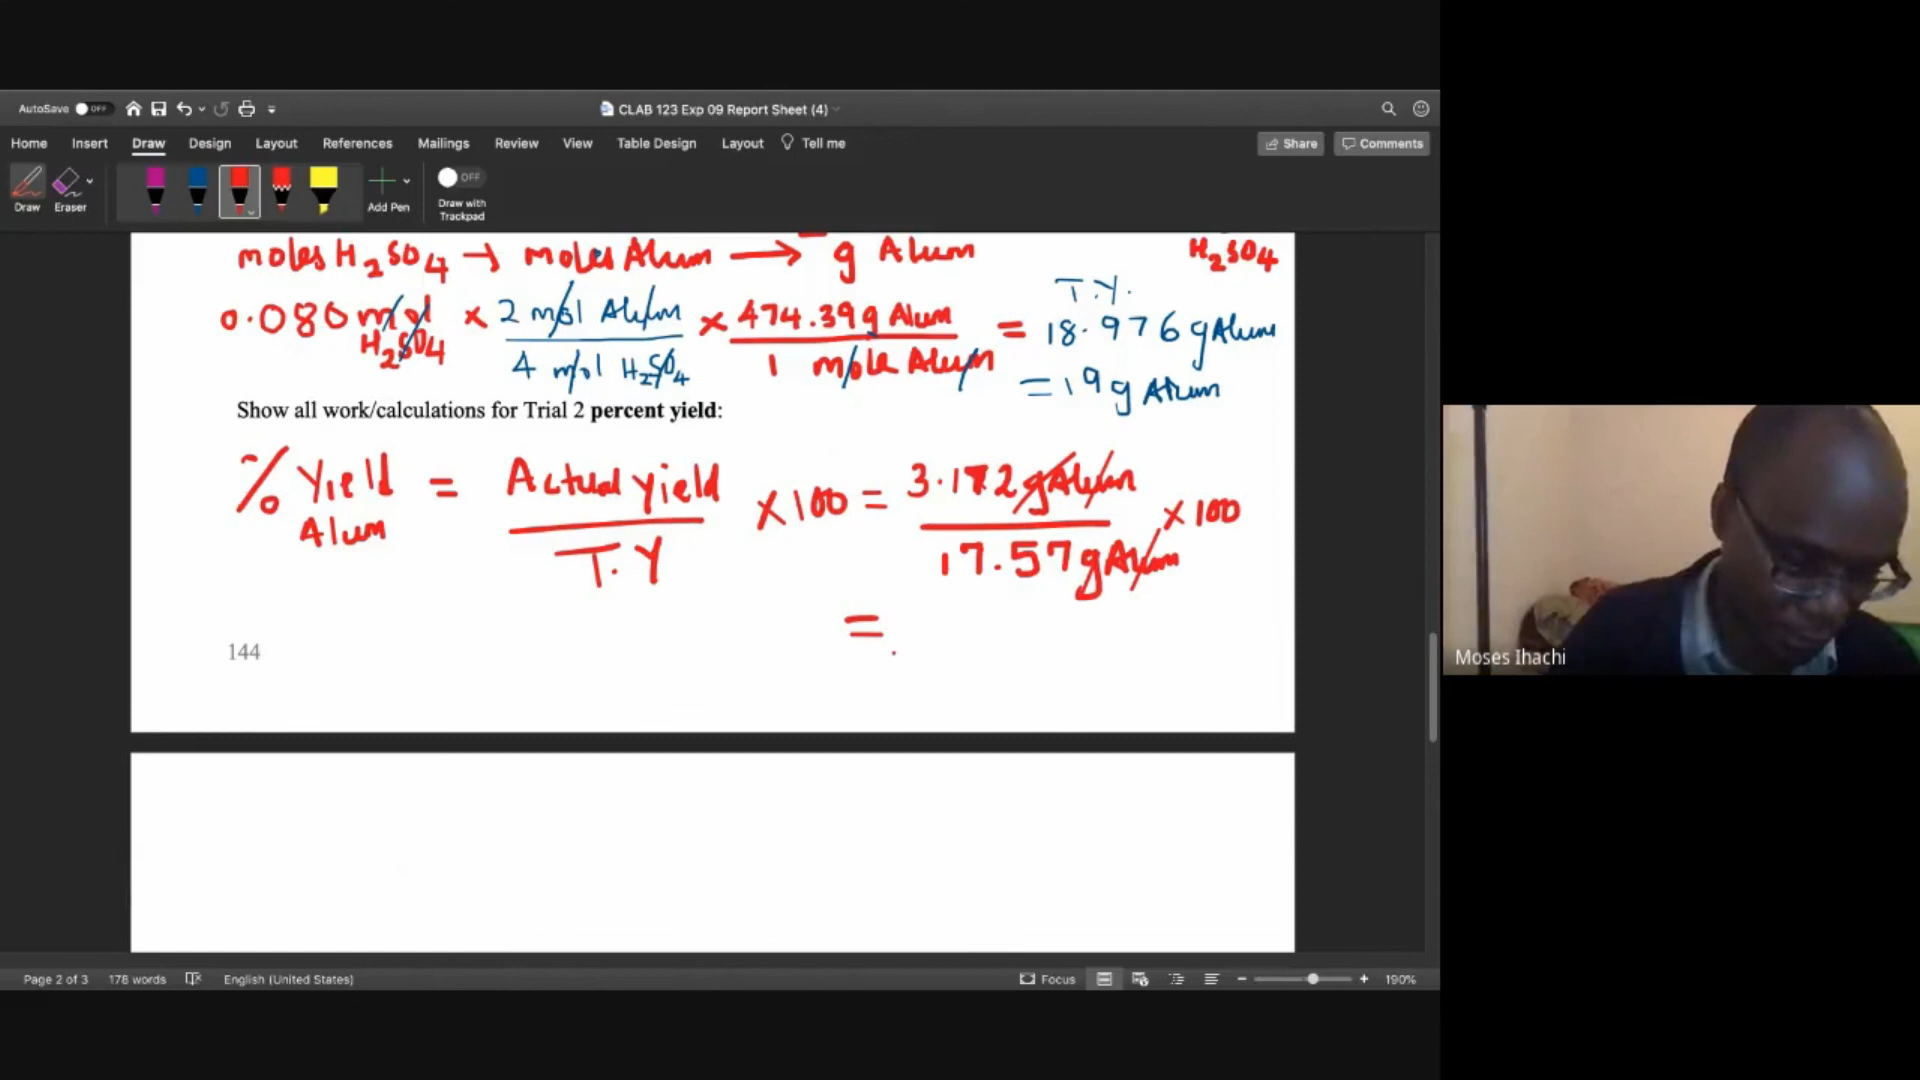 AutoSave OFF
CLAB 123 Exp 09 Report Sheet (4)
Home Insert Draw Design Layout References Mailings Review View Table Design Layout Tell me
Share Comments
Draw Eraser Add Pen
OFF
Draw with Trackpad
moles H2SO4 → moles Alum → g Alum
H2SO4
0.080 mol H2SO4 × 2 mol Alum / 4 mol H2SO4 × 474.39g Alum / 1 mole Alum = 18.976 g Alum
T.Y.
= 19 g Alum
Show all work/calculations for Trial 2 percent yield:
% Yield Alum = Actual yield / T.Y × 100 = 3.172 g Alum / 17.57 g Alum × 100
=
144
Moses Ihachi
Page 2 of 3 178 words English (United States)
Focus 190%